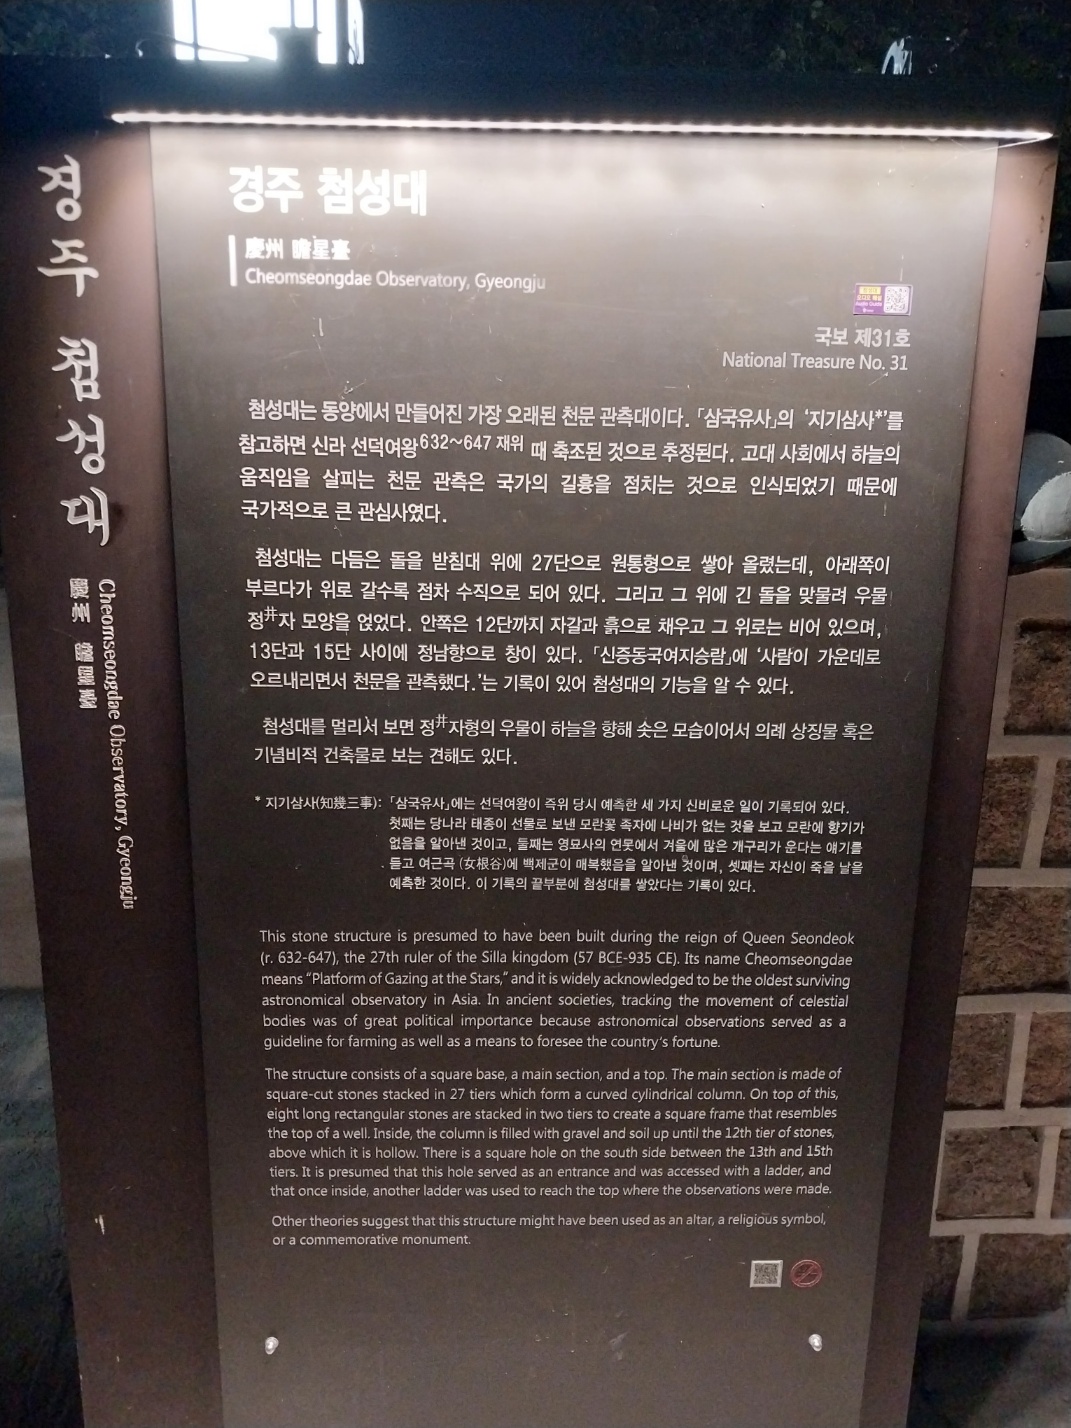 경주 첨성대
慶州 瞻星臺
Cheomseongdae Observatory, Gyeongju
경주 첨성대
慶州 瞻星臺
Cheomseongdae Observatory, Gyeongju
Audio Guide
국보 제31호
National Treasure No. 31
첨성대는 동양에서 만들어진 가장 오래된 천문 관측대이다. 「삼국유사」의 ‘지기삼사*’를
참고하면 신라 선덕여왕632~647 재위 때 축조된 것으로 추정된다. 고대 사회에서 하늘의
움직임을 살피는 천문 관측은 국가의 길흉을 점치는 것으로 인식되었기 때문에
국가적으로 큰 관심사였다.
첨성대는 다듬은 돌을 받침대 위에 27단으로 원통형으로 쌓아 올렸는데, 아래쪽이
부르다가 위로 갈수록 점차 수직으로 되어 있다. 그리고 그 위에 긴 돌을 맞물려 우물
정井자 모양을 얹었다. 안쪽은 12단까지 자갈과 흙으로 채우고 그 위로는 비어 있으며,
13단과 15단 사이에 정남향으로 창이 있다. 「신증동국여지승람」에 ‘사람이 가운데로
오르내리면서 천문을 관측했다.’는 기록이 있어 첨성대의 기능을 알 수 있다.
첨성대를 멀리서 보면 정井자형의 우물이 하늘을 향해 솟은 모습이어서 의례 상징물 혹은
기념비적 건축물로 보는 견해도 있다.
* 지기삼사(知幾三事): 「삼국유사」에는 선덕여왕이 즉위 당시 예측한 세 가지 신비로운 일이 기록되어 있다.
첫째는 당나라 태종이 선물로 보낸 모란꽃 족자에 나비가 없는 것을 보고 모란에 향기가
없음을 알아낸 것이고, 둘째는 영묘사의 연못에서 겨울에 많은 개구리가 운다는 얘기를
듣고 여근곡(女根谷)에 백제군이 매복했음을 알아낸 것이며, 셋째는 자신이 죽을 날을
예측한 것이다. 이 기록의 끝부분에 첨성대를 쌓았다는 기록이 있다.
This stone structure is presumed to have been built during the reign of Queen Seondeok
(r. 632-647), the 27th ruler of the Silla kingdom (57 BCE-935 CE). Its name Cheomseongdae
means “Platform of Gazing at the Stars,” and it is widely acknowledged to be the oldest surviving
astronomical observatory in Asia. In ancient societies, tracking the movement of celestial
bodies was of great political importance because astronomical observations served as a
guideline for farming as well as a means to foresee the country’s fortune.
The structure consists of a square base, a main section, and a top. The main section is made of
square-cut stones stacked in 27 tiers which form a curved cylindrical column. On top of this,
eight long rectangular stones are stacked in two tiers to create a square frame that resembles
the top of a well. Inside, the column is filled with gravel and soil up until the 12th tier of stones,
above which it is hollow. There is a square hole on the south side between the 13th and 15th
tiers. It is presumed that this hole served as an entrance and was accessed with a ladder, and
that once inside, another ladder was used to reach the top where the observations were made.
Other theories suggest that this structure might have been used as an altar, a religious symbol,
or a commemorative monument.